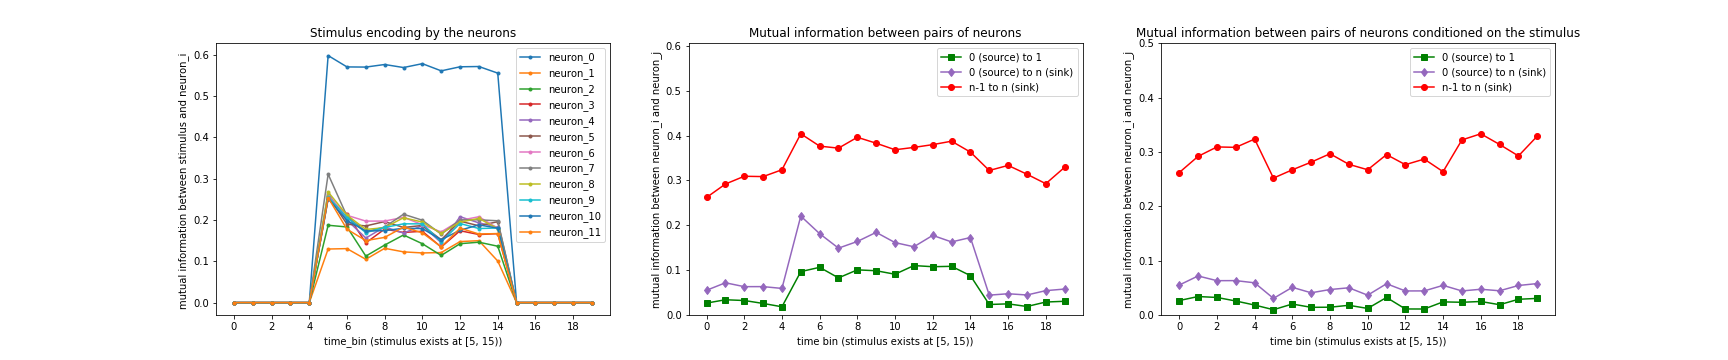 Stimulus encoding by the neurons
mutual information between stimulus and neuron_i
0.6
0.5
0.4
0.3
0.2
0.1
0.0
0 2 4 6 8 10 12 14 16 18
time_bin (stimulus exists at [5, 15))
neuron_0
neuron_1
neuron_2
neuron_3
neuron_4
neuron_5
neuron_6
neuron_7
neuron_8
neuron_9
neuron_10
neuron_11
Mutual information between pairs of neurons
mutual information between neuron_i and neuron_j
0.6
0.5
0.4
0.3
0.2
0.1
0.0
0 2 4 6 8 10 12 14 16 18
time bin (stimulus exists at [5, 15))
0 (source) to 1
0 (source) to n (sink)
n-1 to n (sink)
Mutual information between pairs of neurons conditioned on the stimulus
mutual information between neuron_i and neuron_j
0.5
0.4
0.3
0.2
0.1
0.0
0 2 4 6 8 10 12 14 16 18
time bin (stimulus exists at [5, 15))
0 (source) to 1
0 (source) to n (sink)
n-1 to n (sink)